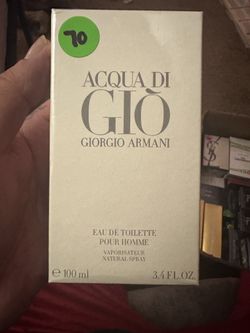 70
ACQUA DI
GIÒ
GIORGIO ARMANI
EAU DE TOILETTE
POUR HOMME
VAPORISATEUR
NATURAL SPRAY
e 100 ml 3.4 FL.OZ.